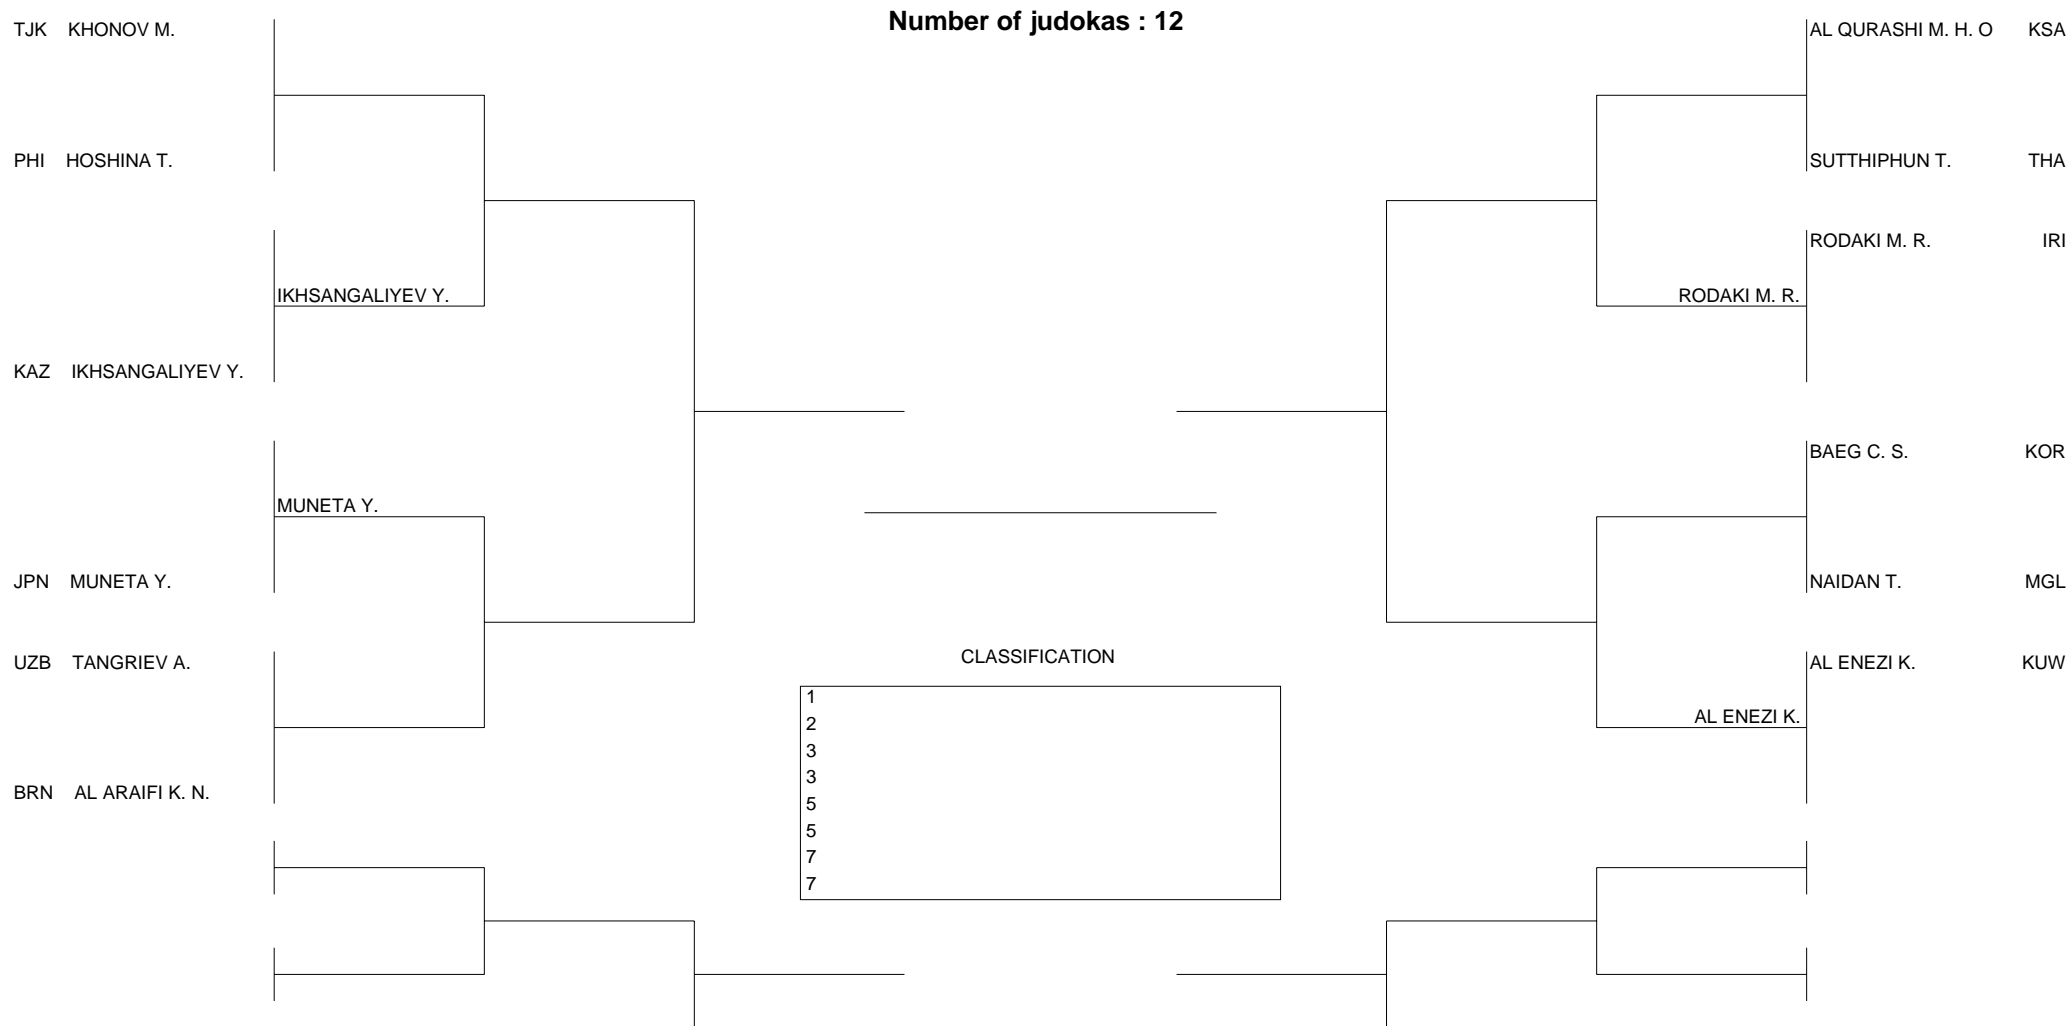 Number of judokas : 12
TJK KHONOV M.
PHI HOSHINA T.
IKHSANGALIYEV Y.
KAZ IKHSANGALIYEV Y.
MUNETA Y.
JPN MUNETA Y.
UZB TANGRIEV A.
BRN AL ARAIFI K. N.
AL QURASHI M. H. O KSA
SUTTHIPHUN T. THA
RODAKI M. R. IRI
RODAKI M. R.
BAEG C. S. KOR
NAIDAN T. MGL
AL ENEZI K. KUW
AL ENEZI K.
CLASSIFICATION
1
2
3
3
5
5
7
7